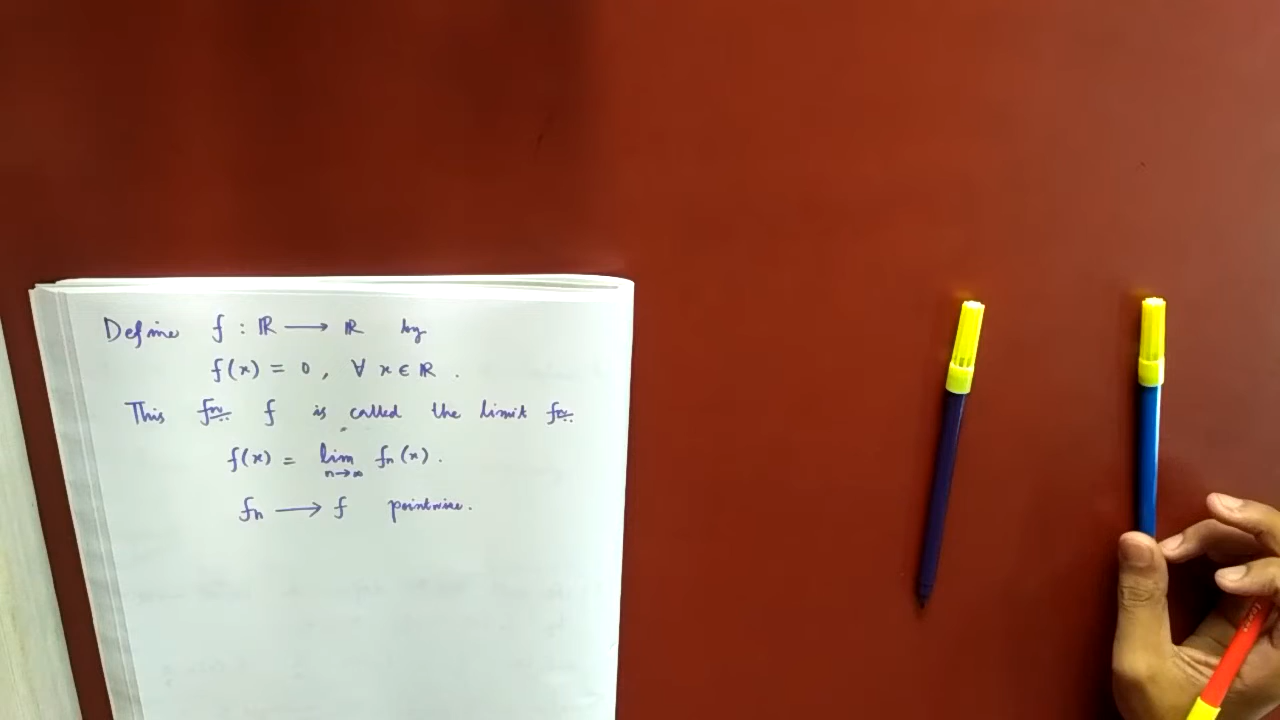 Define f : ℝ ⟶ ℝ by
f(x) = 0, ∀ x ∈ ℝ.
This fn f is called the limit fn.
f(x) = lim n→∞ fn(x).
fn ⟶ f pointwise.